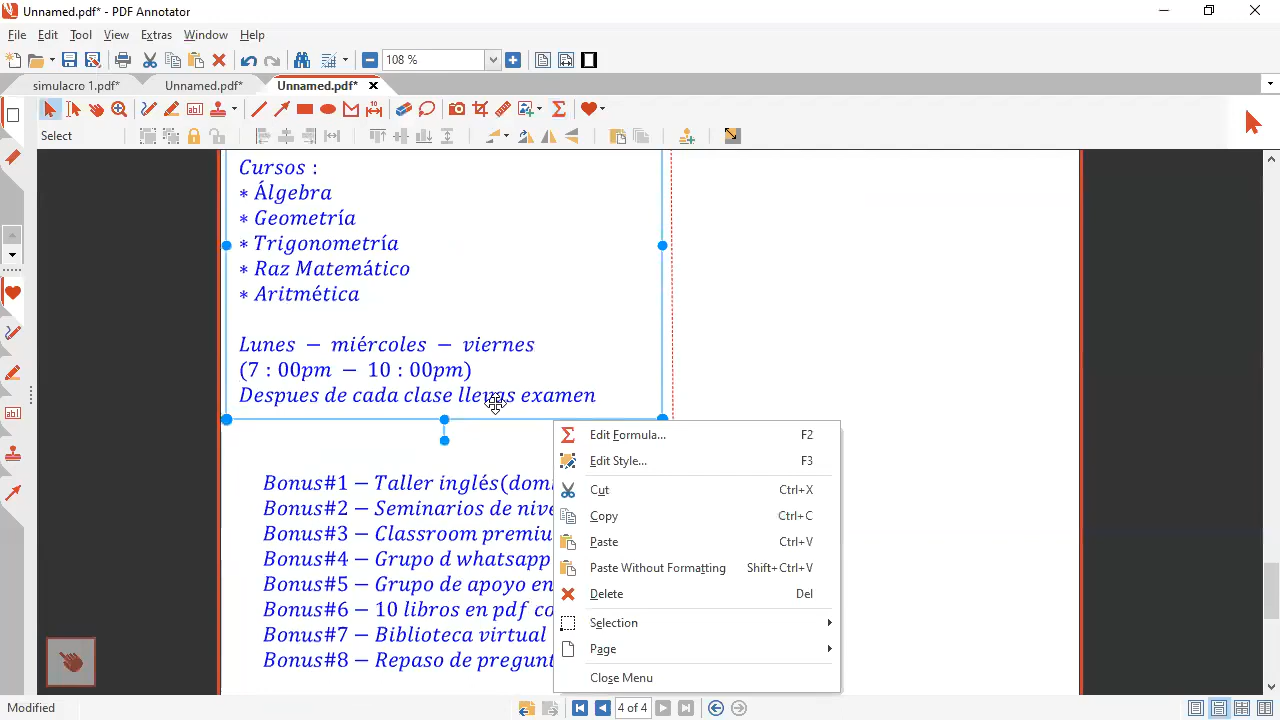 Unnamed.pdf* - PDF Annotator
File Edit Tool View Extras Window Help
108 %
simulacro 1.pdf* Unnamed.pdf* Unnamed.pdf*
Select
Cursos :
* Álgebra
* Geometría
* Trigonometría
* Raz Matemático
* Aritmética
Lunes − miércoles − viernes
(7 : 00pm − 10 : 00pm)
Despues de cada clase llevas examen
Bonus#1 − Taller inglés(domi
Bonus#2 − Seminarios de nive
Bonus#3 − Classroom premiu
Bonus#4 − Grupo d whatsapp
Bonus#5 − Grupo de apoyo en
Bonus#6 − 10 libros en pdf co
Bonus#7 − Biblioteca virtual
Bonus#8 − Repaso de pregunt
Edit Formula... F2
Edit Style... F3
Cut Ctrl+X
Copy Ctrl+C
Paste Ctrl+V
Paste Without Formatting Shift+Ctrl+V
Delete Del
Selection
Page
Close Menu
Modified
4 of 4